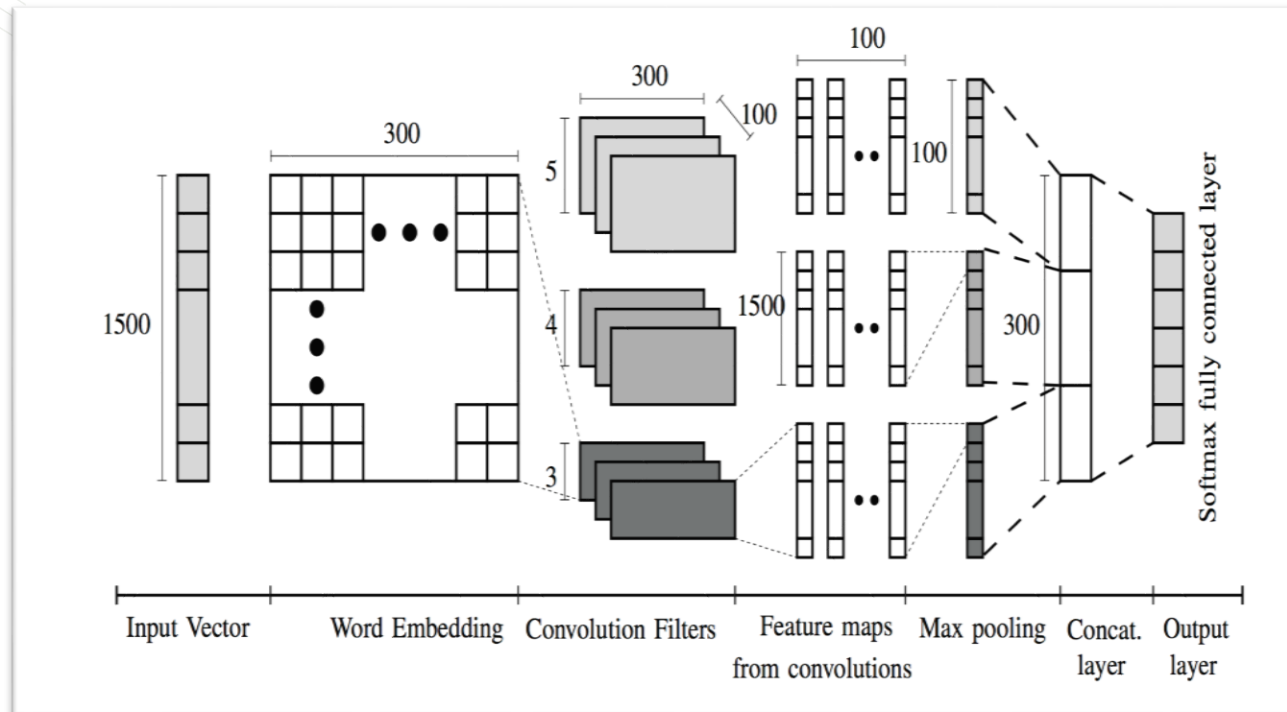 100
300
100
300
5
100
1500
4
1500
300
3
Softmax fully connected layer
Input Vector
Word Embedding
Convolution Filters
Feature maps
from convolutions
Max pooling
Concat.
layer
Output
layer